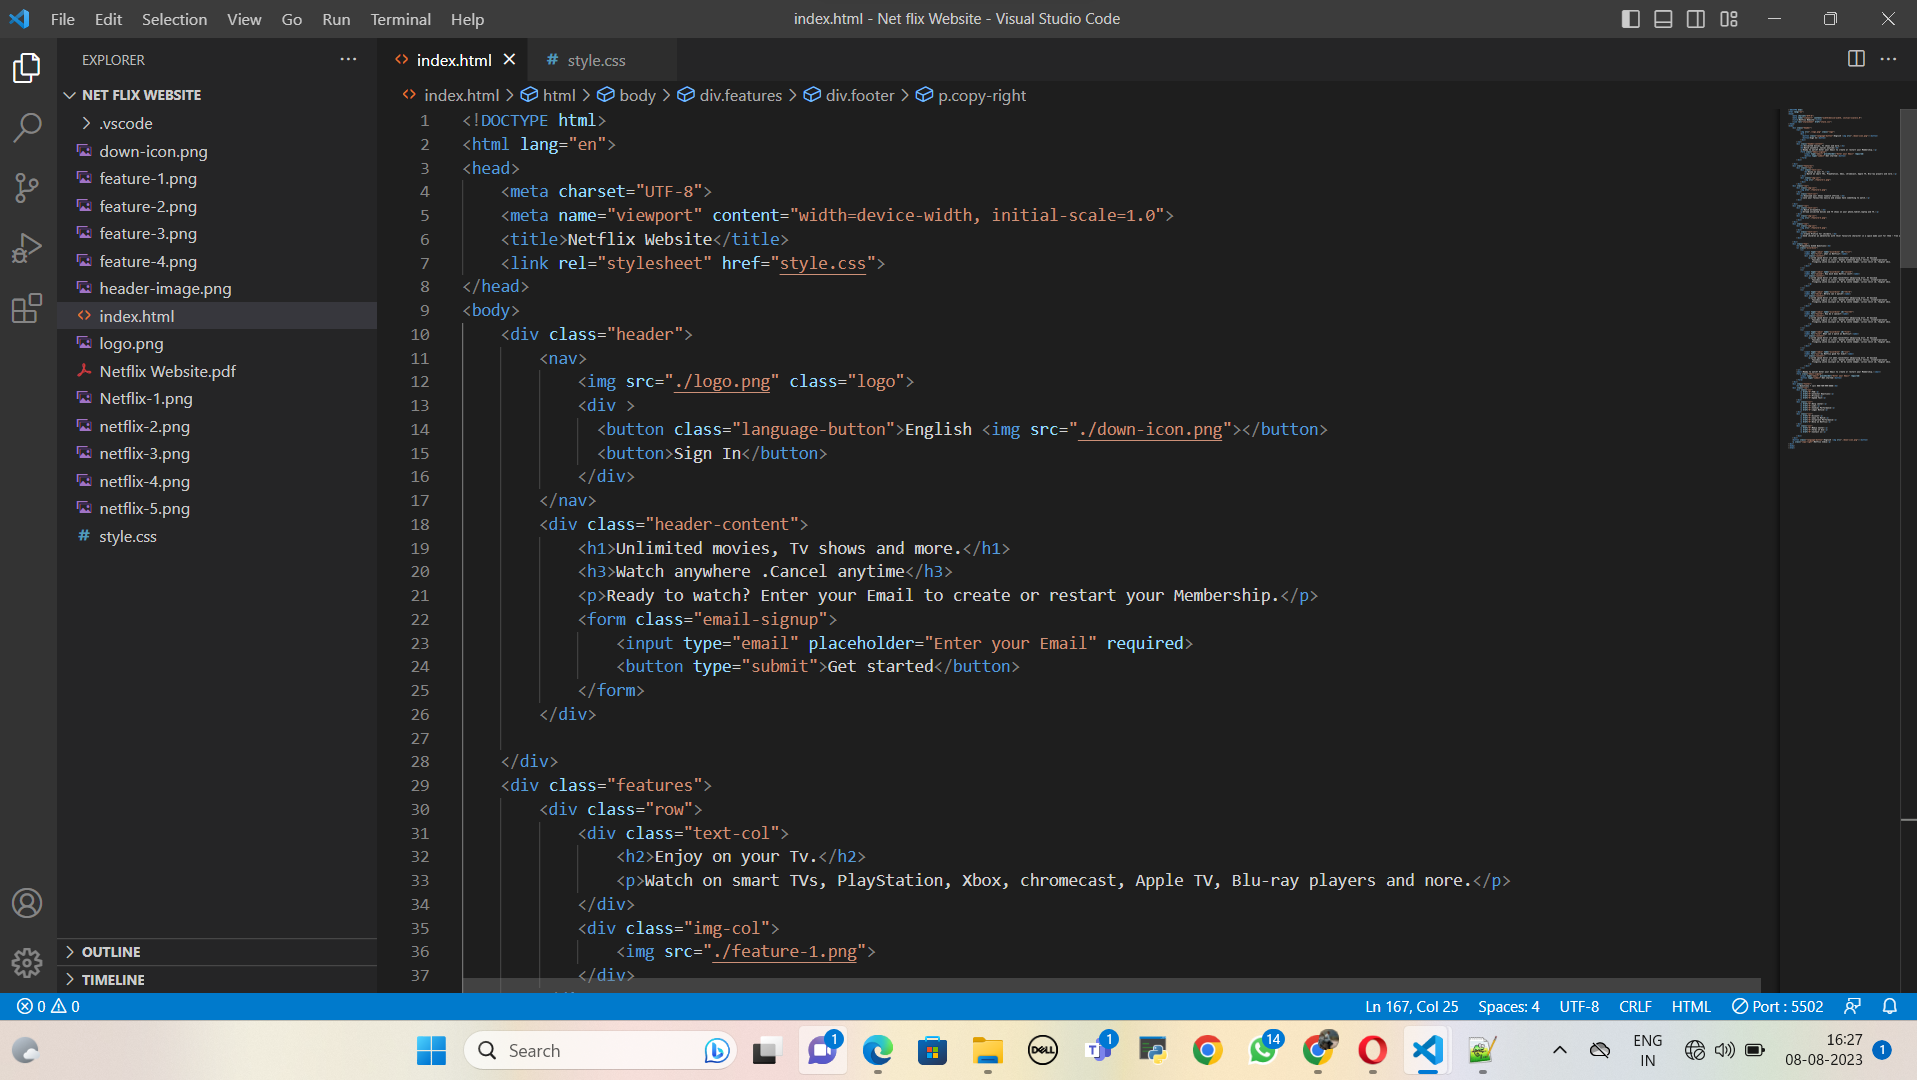 File Edit Selection View Go Run Terminal Help
index.html - Net flix Website - Visual Studio Code
EXPLORER
NET FLIX WEBSITE
.vscode
down-icon.png
feature-1.png
feature-2.png
feature-3.png
feature-4.png
header-image.png
index.html
logo.png
Netflix Website.pdf
Netflix-1.png
netflix-2.png
netflix-3.png
netflix-4.png
netflix-5.png
style.css
OUTLINE
TIMELINE
index.html
style.css
index.html > html > body > div.features > div.footer > p.copy-right
1 <!DOCTYPE html>
2 <html lang="en">
3 <head>
4 <meta charset="UTF-8">
5 <meta name="viewport" content="width=device-width, initial-scale=1.0">
6 <title>Netflix Website</title>
7 <link rel="stylesheet" href="style.css">
8 </head>
9 <body>
10 <div class="header">
11 <nav>
12 <img src="./logo.png" class="logo">
13 <div >
14 <button class="language-button">English <img src="./down-icon.png"></button>
15 <button>Sign In</button>
16 </div>
17 </nav>
18 <div class="header-content">
19 <h1>Unlimited movies, Tv shows and more.</h1>
20 <h3>Watch anywhere .Cancel anytime</h3>
21 <p>Ready to watch? Enter your Email to create or restart your Membership.</p>
22 <form class="email-signup">
23 <input type="email" placeholder="Enter your Email" required>
24 <button type="submit">Get started</button>
25 </form>
26 </div>
27
28 </div>
29 <div class="features">
30 <div class="row">
31 <div class="text-col">
32 <h2>Enjoy on your Tv.</h2>
33 <p>Watch on smart TVs, PlayStation, Xbox, chromecast, Apple TV, Blu-ray players and nore.</p>
34 </div>
35 <div class="img-col">
36 <img src="./feature-1.png">
37 </div>
0 0
Ln 167, Col 25 Spaces: 4 UTF-8 CRLF HTML Port : 5502
Search
1
DELL
1
14
ENG
IN
16:27
08-08-2023
1